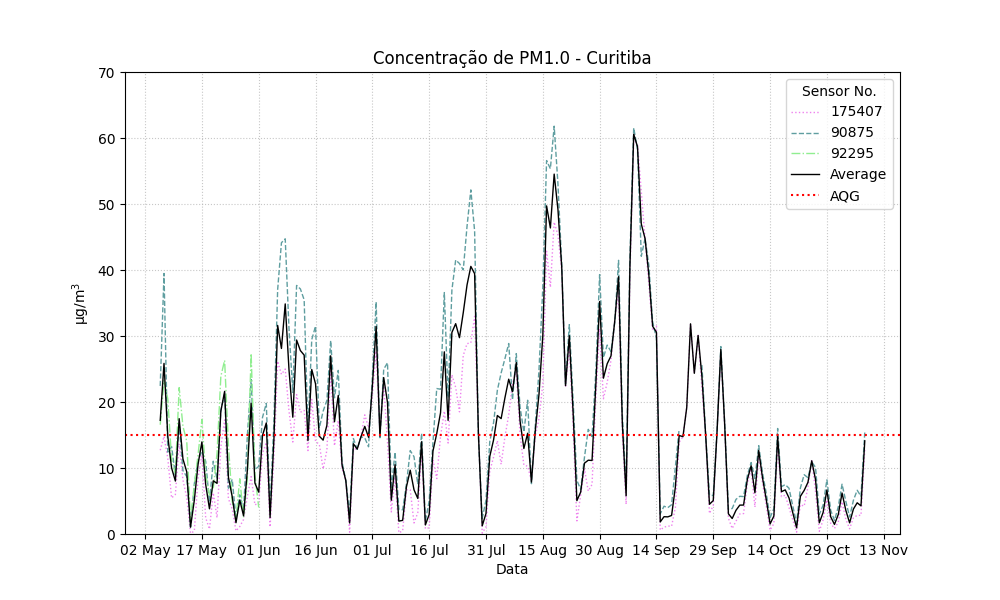 Concentração de PM1.0 - Curitiba
70
60
50
40
30
20
10
0
μg/m³
Sensor No.
175407
90875
92295
Average
AQG
02 May 17 May 01 Jun 16 Jun 01 Jul 16 Jul 31 Jul 15 Aug 30 Aug 14 Sep 29 Sep 14 Oct 29 Oct 13 Nov
Data